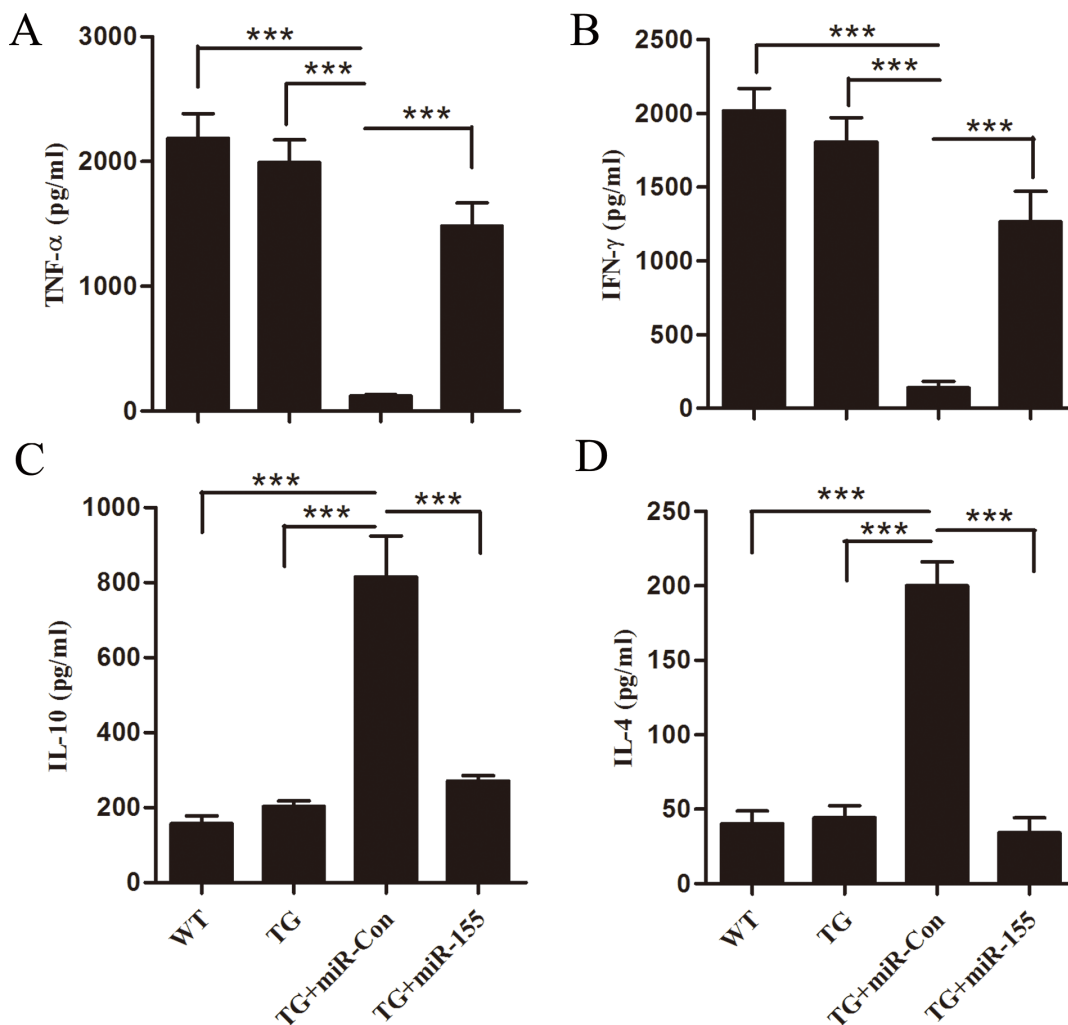 A
TNF-α (pg/ml)
3000
2000
1000
0
***
***
***
B
IFN-γ (pg/ml)
2500
2000
1500
1000
500
0
***
***
***
C
IL-10 (pg/ml)
1000
800
600
400
200
0
***
***
***
WT
TG
TG+miR-Con
TG+miR-155
D
IL-4 (pg/ml)
250
200
150
100
50
0
***
***
***
WT
TG
TG+miR-Con
TG+miR-155